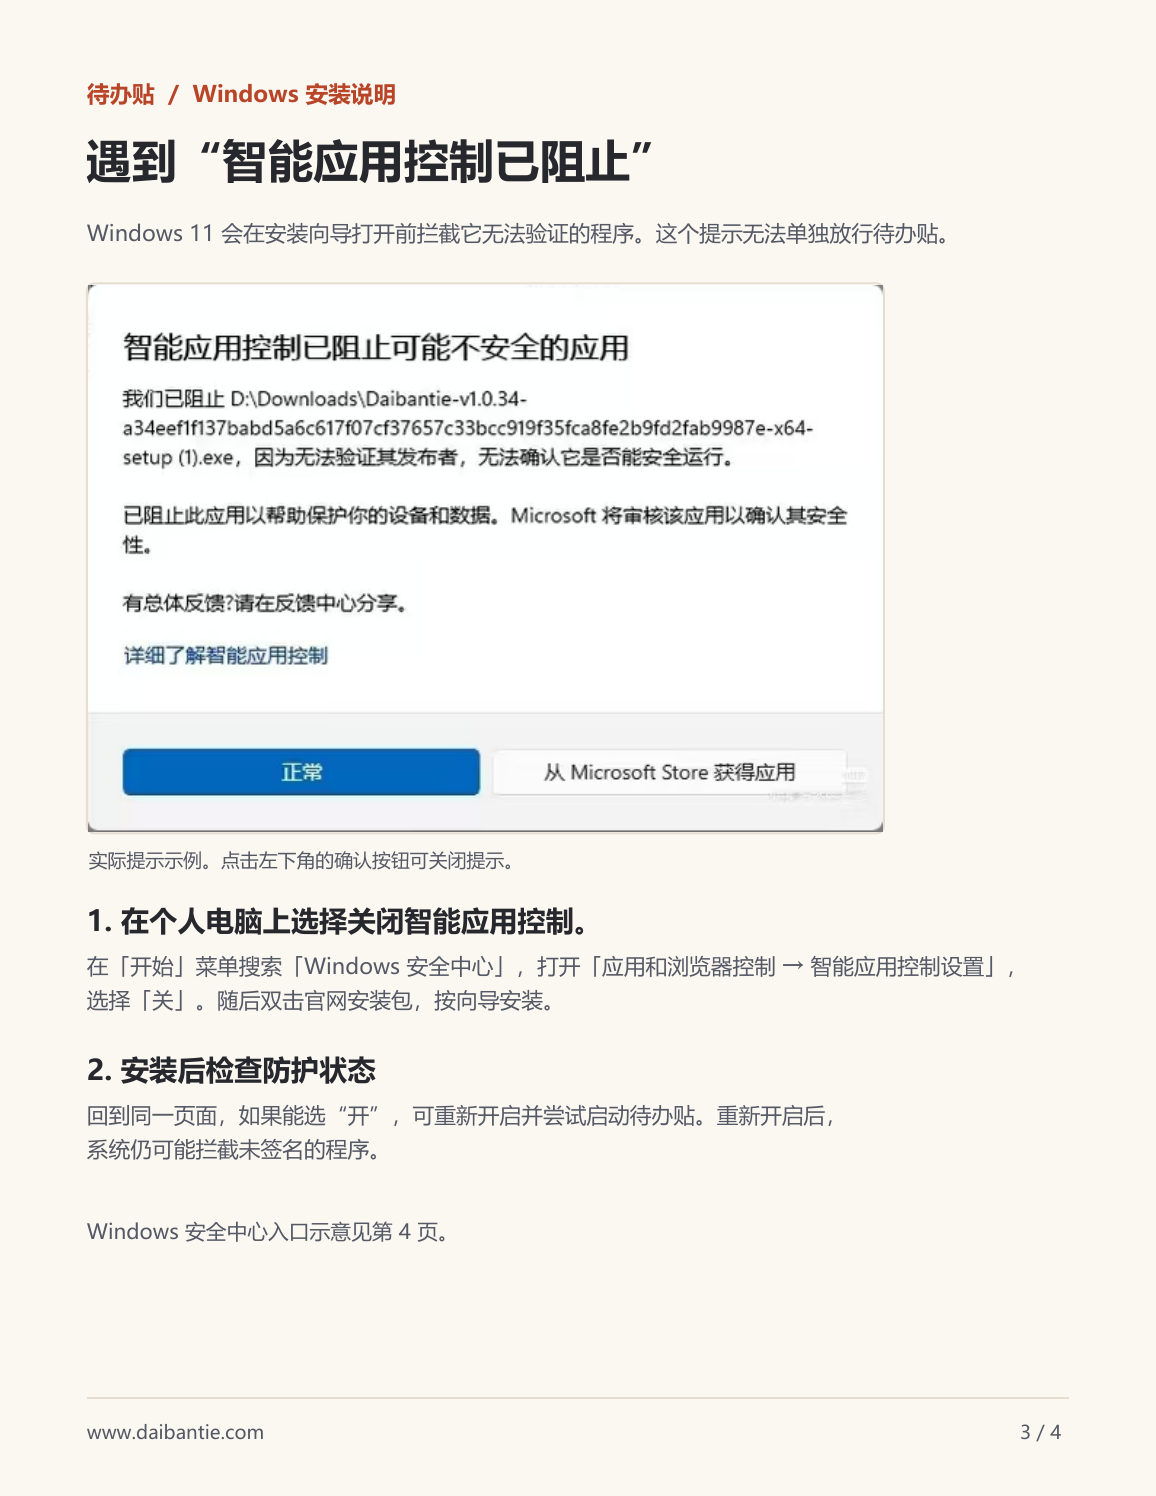 待办贴 / Windows 安装说明
遇到“智能应用控制已阻止”
Windows 11 会在安装向导打开前拦截它无法验证的程序。这个提示无法单独放行待办贴。
智能应用控制已阻止可能不安全的应用
我们已阻止 D:\Downloads\Daibantie-v1.0.34-
a34eef1f137babd5a6c617f07cf37657c33bcc919f35fca8fe2b9fd2fab9987e-x64-
setup (1).exe，因为无法验证其发布者，无法确认它是否能安全运行。
已阻止此应用以帮助保护你的设备和数据。Microsoft 将审核该应用以确认其安全
性。
有总体反馈?请在反馈中心分享。
详细了解智能应用控制
正常
从 Microsoft Store 获得应用
实际提示示例。点击左下角的确认按钮可关闭提示。
1. 在个人电脑上选择关闭智能应用控制。
在「开始」菜单搜索「Windows 安全中心」，打开「应用和浏览器控制 → 智能应用控制设置」，
选择「关」。随后双击官网安装包，按向导安装。
2. 安装后检查防护状态
回到同一页面，如果能选“开”，可重新开启并尝试启动待办贴。重新开启后，
系统仍可能拦截未签名的程序。
Windows 安全中心入口示意见第 4 页。
www.daibantie.com
3 / 4